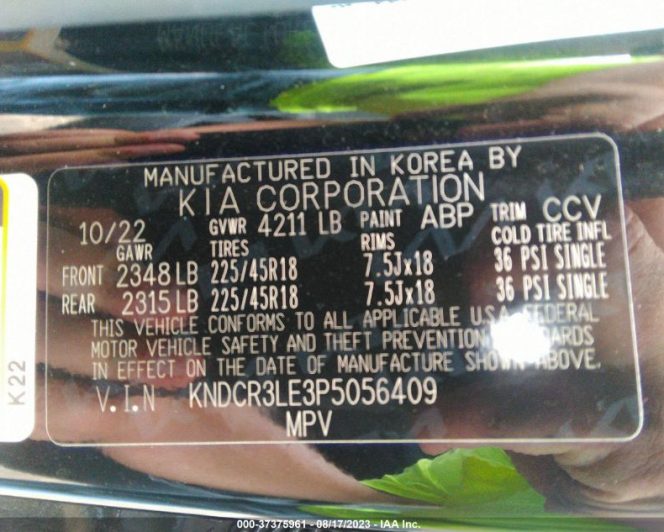 MANUFACTURED IN KOREA BY
KIA CORPORATION
10/22 GVWR 4211 LB PAINT ABP TRIM CCV
GAWR TIRES RIMS COLD TIRE INFL
FRONT 2348 LB 225/45R18 7.5Jx18 36 PSI SINGLE
REAR 2315 LB 225/45R18 7.5Jx18 36 PSI SINGLE
THIS VEHICLE CONFORMS TO ALL APPLICABLE U.S.A. FEDERAL
MOTOR VEHICLE SAFETY AND THEFT PREVENTION
IN EFFECT ON THE DATE OF MANUFACTURE SHOWN ABOVE.
V.I.N KNDCR3LE3P5056409
MPV
K22
000-37375961 - 08/17/2023 - IAA Inc.